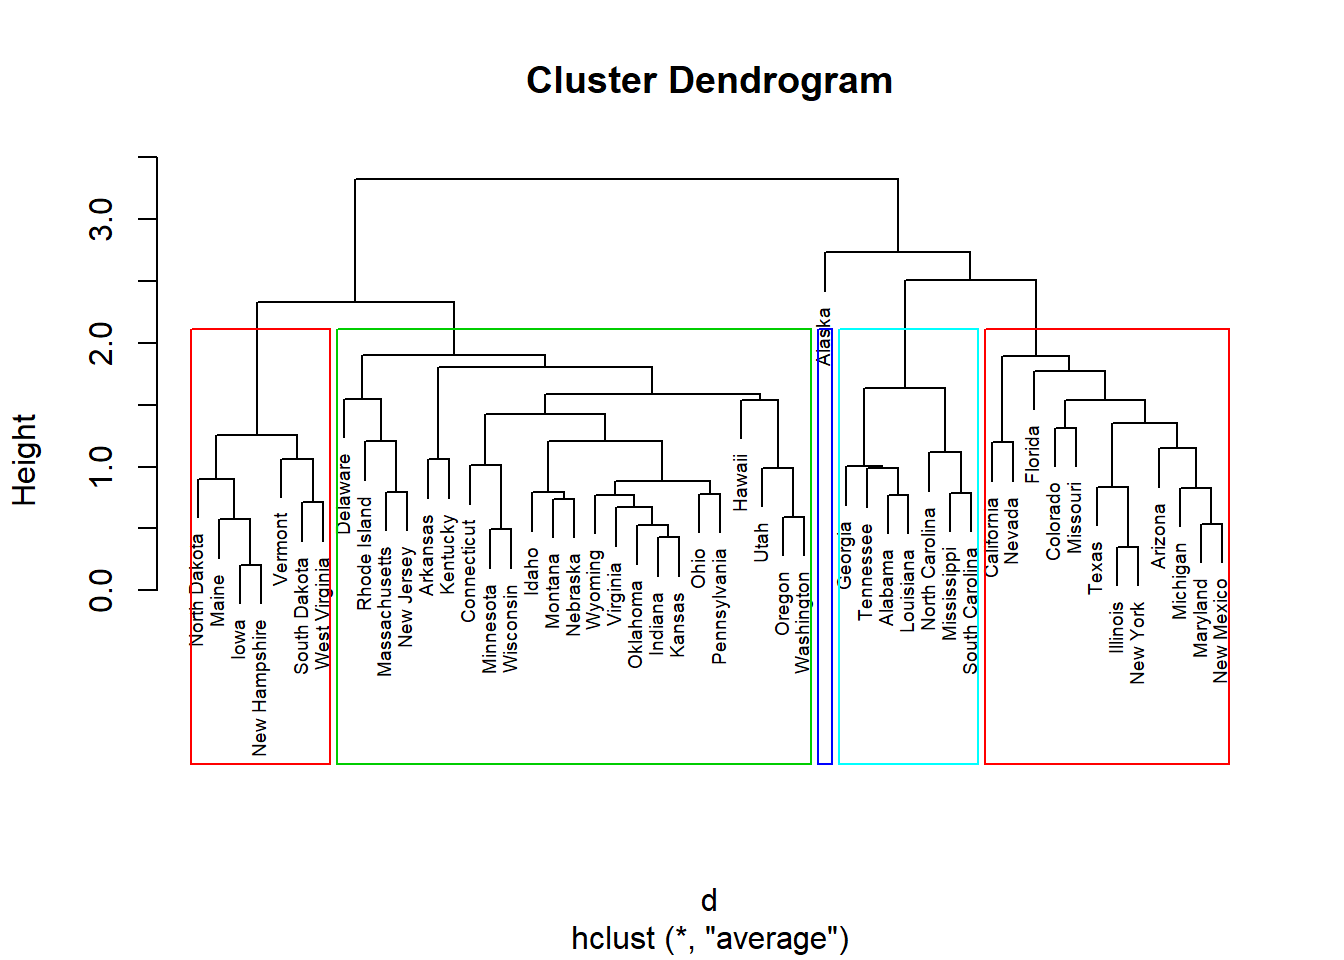 Cluster Dendrogram
Height
3.0
2.0
1.0
0.0
North Dakota
Maine
Iowa
New Hampshire
Vermont
South Dakota
West Virginia
Delaware
Rhode Island
Massachusetts
New Jersey
Arkansas
Kentucky
Connecticut
Minnesota
Wisconsin
Idaho
Montana
Nebraska
Wyoming
Virginia
Oklahoma
Indiana
Kansas
Ohio
Pennsylvania
Hawaii
Utah
Oregon
Washington
Alaska
Georgia
Tennessee
Alabama
Louisiana
North Carolina
Mississippi
South Carolina
California
Nevada
Florida
Colorado
Missouri
Texas
Illinois
New York
Arizona
Michigan
Maryland
New Mexico
d
hclust (*, "average")